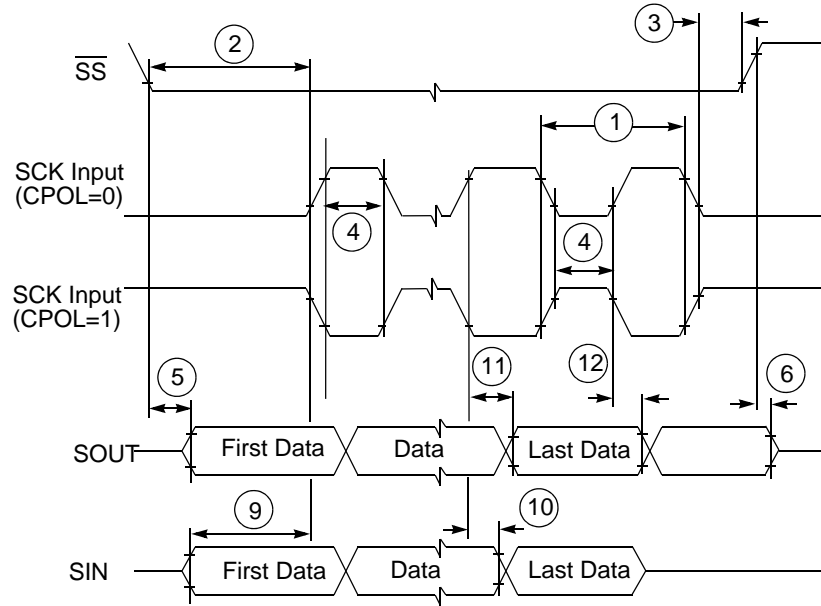 3
2
SS
1
SCK Input
(CPOL=0)
4
4
SCK Input
(CPOL=1)
11
12
5
6
SOUT
First Data
Data
Last Data
9
10
SIN
First Data
Data
Last Data